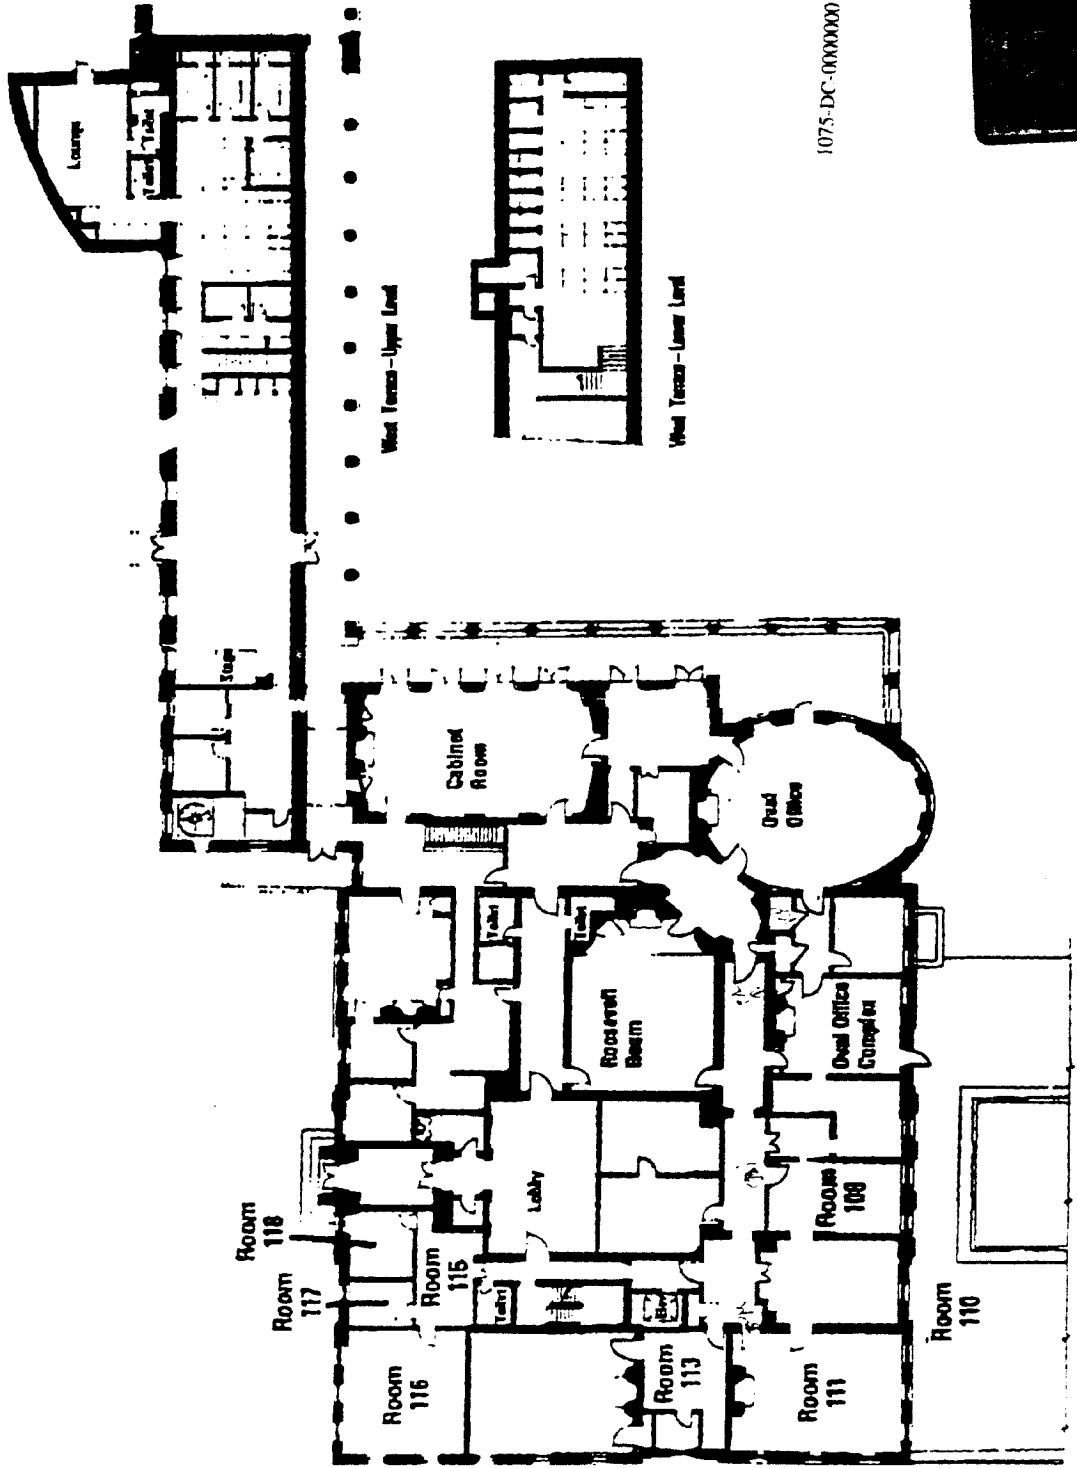 Lounge
Toilet
Toilet
West Terrace-Upper Level
West Terrace-Lower Level
1075-DC-0000000
Stage
Cabinet
Room
Oval
Office
Toilet
Toilet
Roosevelt
Room
Oval Office
Complex
Lobby
Room
118
Room
117
Room
115
Room
108
Room
110
Toilet
Elev
Room
116
Room
113
Room
111